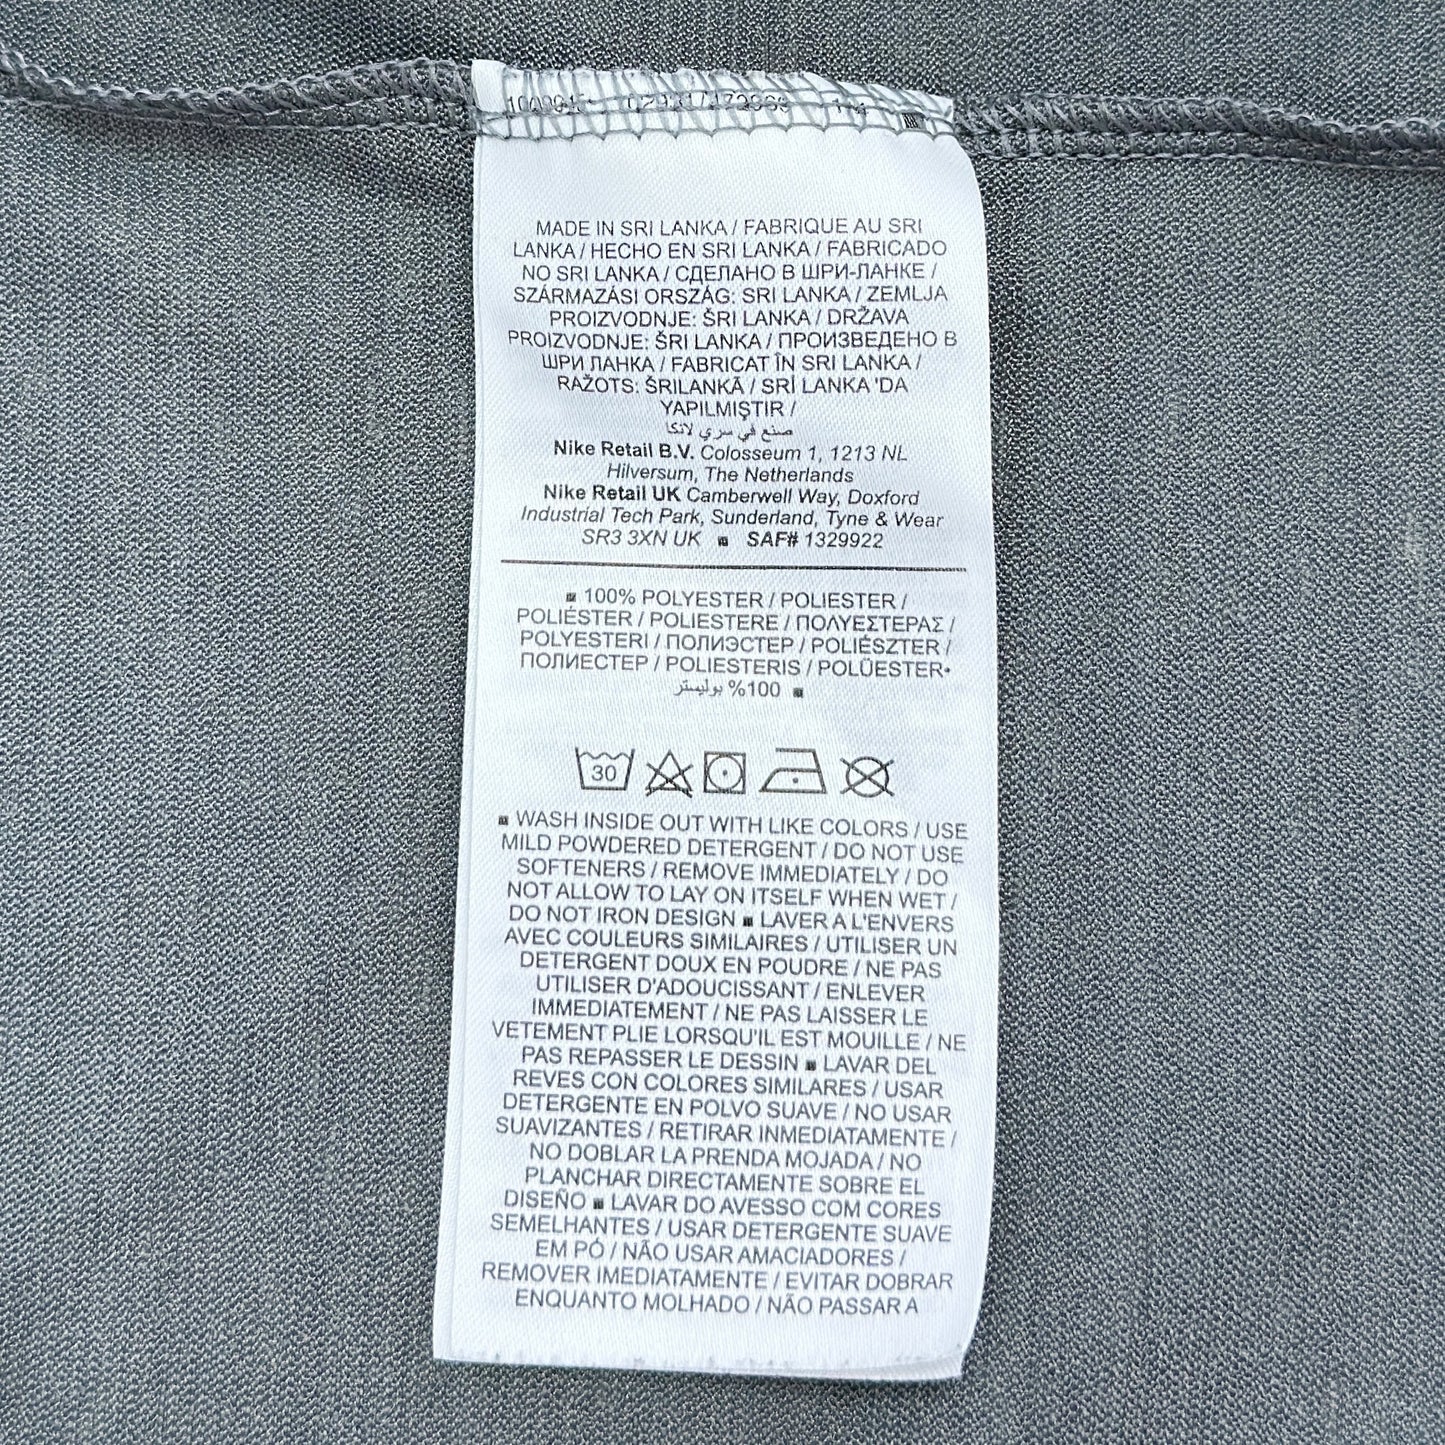 MADE IN SRI LANKA / FABRIQUE AU SRI
LANKA / HECHO EN SRI LANKA / FABRICADO
NO SRI LANKA / СДЕЛАНО В ШРИ-ЛАНКЕ /
SZÁRMAZÁSI ORSZÁG: SRI LANKA / ZEMLJA
PROIZVODNJE: ŠRI LANKA / DRŽAVA
PROIZVODNJE: ŠRI LANKA / ПРОИЗВЕДЕНО В
ШРИ ЛАНКА / FABRICAT ÎN SRI LANKA /
RAŽOTS: ŠRILANKĀ / SRİ LANKA 'DA
YAPILMIŞTIR /
صنع في سري لانكا
Nike Retail B.V. Colosseum 1, 1213 NL
Hilversum, The Netherlands
Nike Retail UK Camberwell Way, Doxford
Industrial Tech Park, Sunderland, Tyne & Wear
SR3 3XN UK ■ SAF# 1329922
■ 100% POLYESTER / POLIESTER /
POLIÉSTER / POLIESTERE / ΠΟΛΥΕΣΤΕΡΑΣ /
POLYESTERI / ПОЛИЭСТЕР / POLIÉSZTER /
ПОЛИЕСТЕР / POLIESTERIS / POLÜESTER•
100% بوليستر ■
30
■ WASH INSIDE OUT WITH LIKE COLORS / USE
MILD POWDERED DETERGENT / DO NOT USE
SOFTENERS / REMOVE IMMEDIATELY / DO
NOT ALLOW TO LAY ON ITSELF WHEN WET /
DO NOT IRON DESIGN ■ LAVER A L'ENVERS
AVEC COULEURS SIMILAIRES / UTILISER UN
DETERGENT DOUX EN POUDRE / NE PAS
UTILISER D'ADOUCISSANT / ENLEVER
IMMEDIATEMENT / NE PAS LAISSER LE
VETEMENT PLIE LORSQU'IL EST MOUILLE / NE
PAS REPASSER LE DESSIN ■ LAVAR DEL
REVES CON COLORES SIMILARES / USAR
DETERGENTE EN POLVO SUAVE / NO USAR
SUAVIZANTES / RETIRAR INMEDIATAMENTE /
NO DOBLAR LA PRENDA MOJADA / NO
PLANCHAR DIRECTAMENTE SOBRE EL
DISEÑO ■ LAVAR DO AVESSO COM CORES
SEMELHANTES / USAR DETERGENTE SUAVE
EM PÓ / NÃO USAR AMACIADORES /
REMOVER IMEDIATAMENTE / EVITAR DOBRAR
ENQUANTO MOLHADO / NÃO PASSAR A